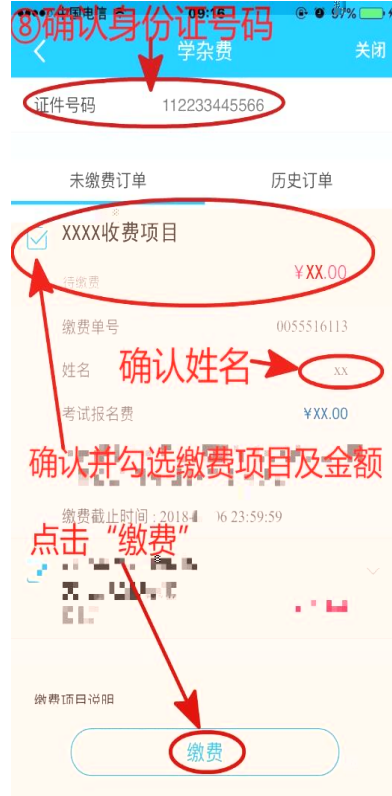 中国电信 09:16 97%
⑧确认身份证号码
学杂费 关闭
证件号码 112233445566
未缴费订单 历史订单
XXXX收费项目
待缴费 ¥XX.00
缴费单号 0055516113
姓名 确认姓名 xx
考试报名费 ¥XX.00
确认并勾选缴费项目及金额
缴费截止时间 : 2018- 06 23:59:59
点击“缴费”
缴费项目说明
缴费